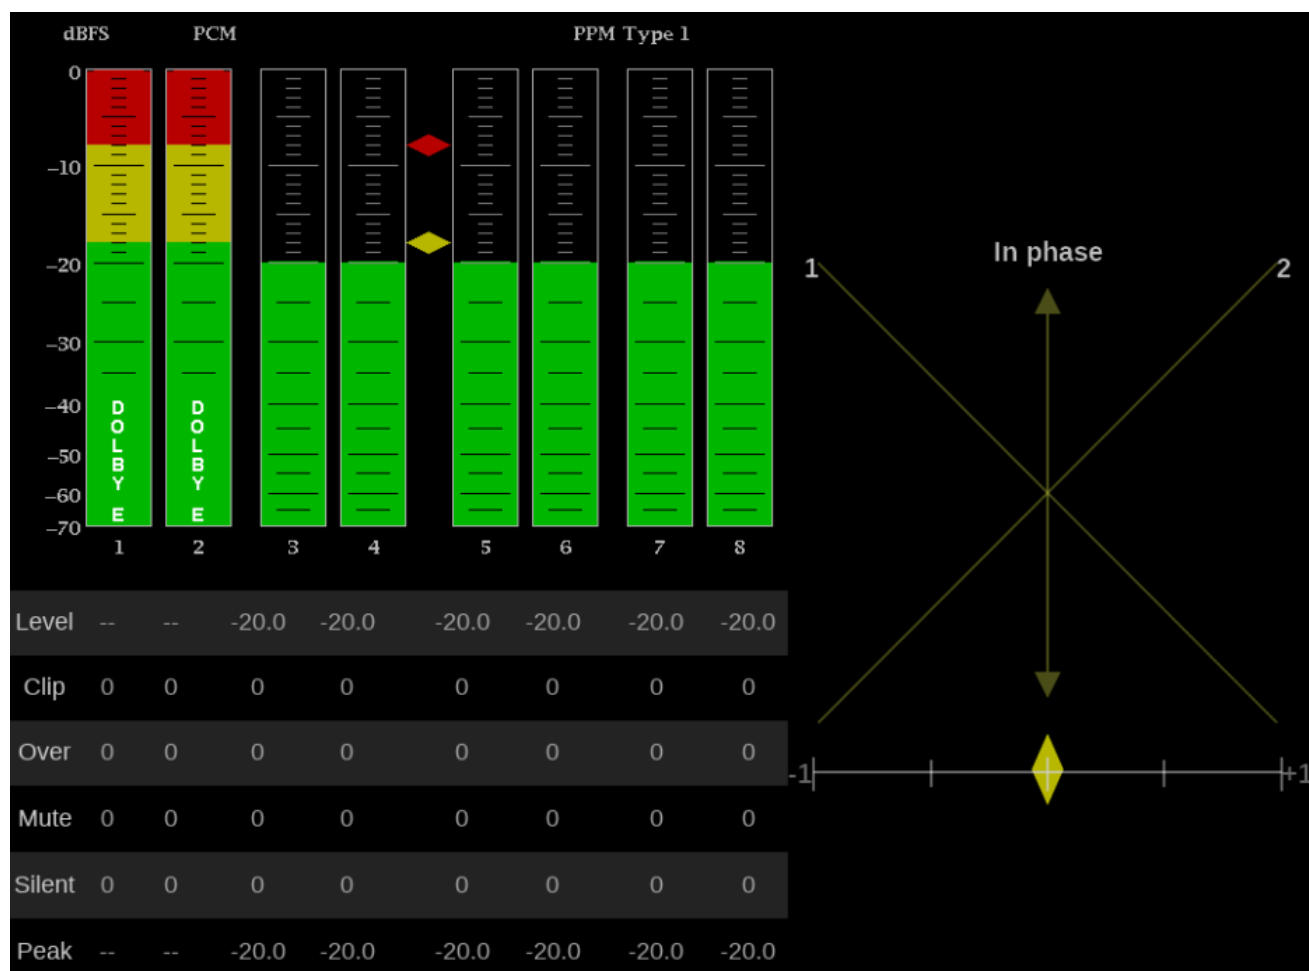 dBFS PCM PPM Type 1
0
−10
−20
−30
−40
−50
−60
−70
DOLBY E
DOLBY E
1 2 3 4 5 6 7 8
In phase
1 2
-1 +1
Level -- -- -20.0 -20.0 -20.0 -20.0 -20.0 -20.0
Clip 0 0 0 0 0 0 0 0
Over 0 0 0 0 0 0 0 0
Mute 0 0 0 0 0 0 0 0
Silent 0 0 0 0 0 0 0 0
Peak -- -- -20.0 -20.0 -20.0 -20.0 -20.0 -20.0